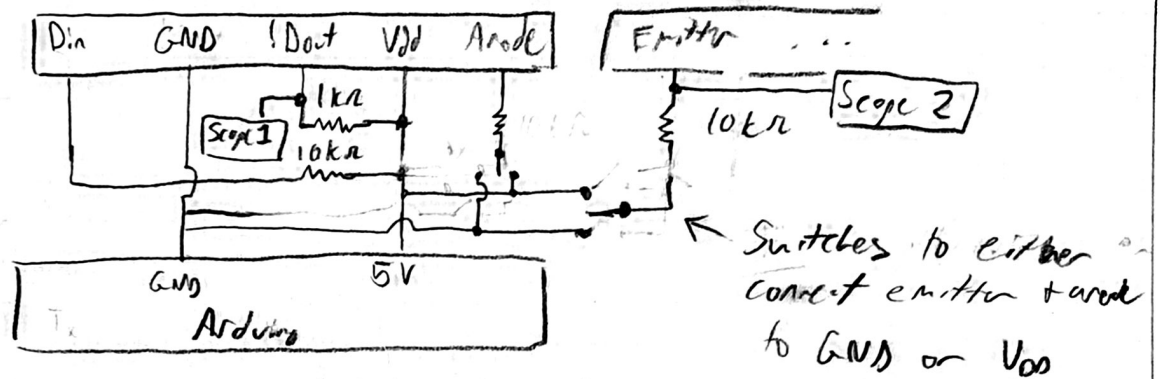 Din GND !Dout Vdd Anode
Emitter ...
1kΩ
Scope 1
10kΩ
10kΩ
Scope 2
Switches to either
connect emitter + anode
to GND or VDD
GND 5V
Arduino